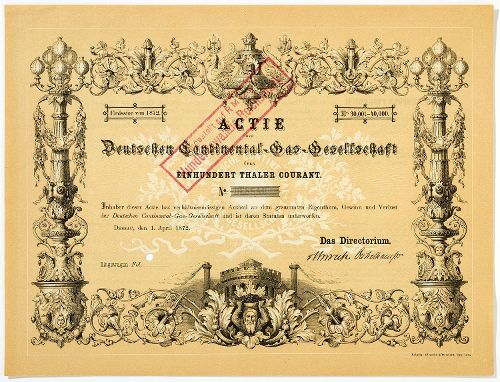 Emission von 1872.
Nº 30,001–40,000.
ACTIE
Deutschen Continental-Gas-Gesellschaft
über
EINHUNDERT THALER COURANT.
No
Inhaber dieser Actie hat verhältnissmässigen Antheil an dem gesammten Eigenthum, Gewinn und Verlust
der Deutschen Continental-Gas-Gesellschaft und ist deren Statuten unterworfen.
Dessau, den 1. April 1872.
Das Directorium.
Eingetragen Fol.